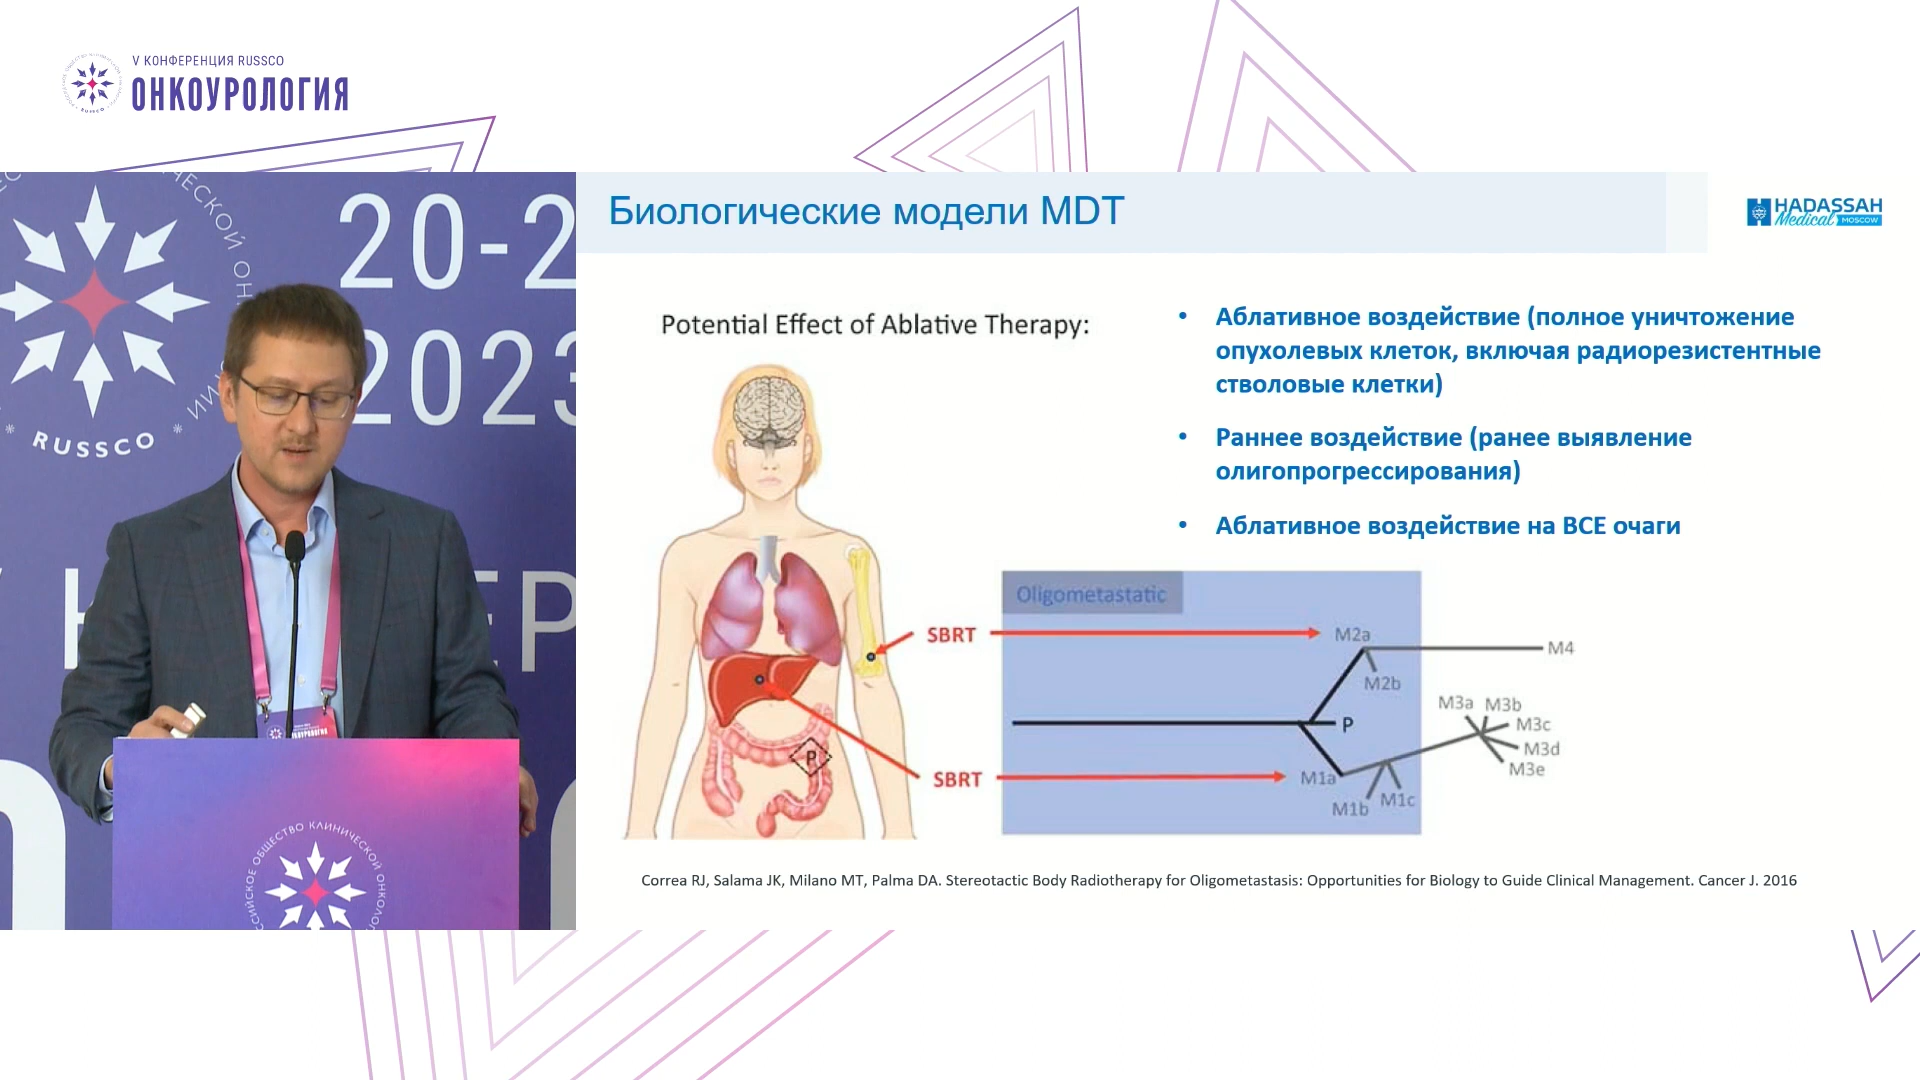 V КОНФЕРЕНЦИЯ RUSSCO
ОНКОУРОЛОГИЯ
20-2
2023
RUSSCO
Биологические модели MDT
HADASSAH
Medical MOSCOW
Potential Effect of Ablative Therapy:
• Аблативное воздействие (полное уничтожение
опухолевых клеток, включая радиорезистентные
стволовые клетки)
• Раннее воздействие (ранее выявление
олигопрогрессирования)
• Аблативное воздействие на ВСЕ очаги
Oligometastatic
SBRT
M2a
M4
M2b
M3a M3b
P
M3c
M3d
M3e
P
SBRT
M1a
M1b M1c
Correa RJ, Salama JK, Milano MT, Palma DA. Stereotactic Body Radiotherapy for Oligometastasis: Opportunities for Biology to Guide Clinical Management. Cancer J. 2016